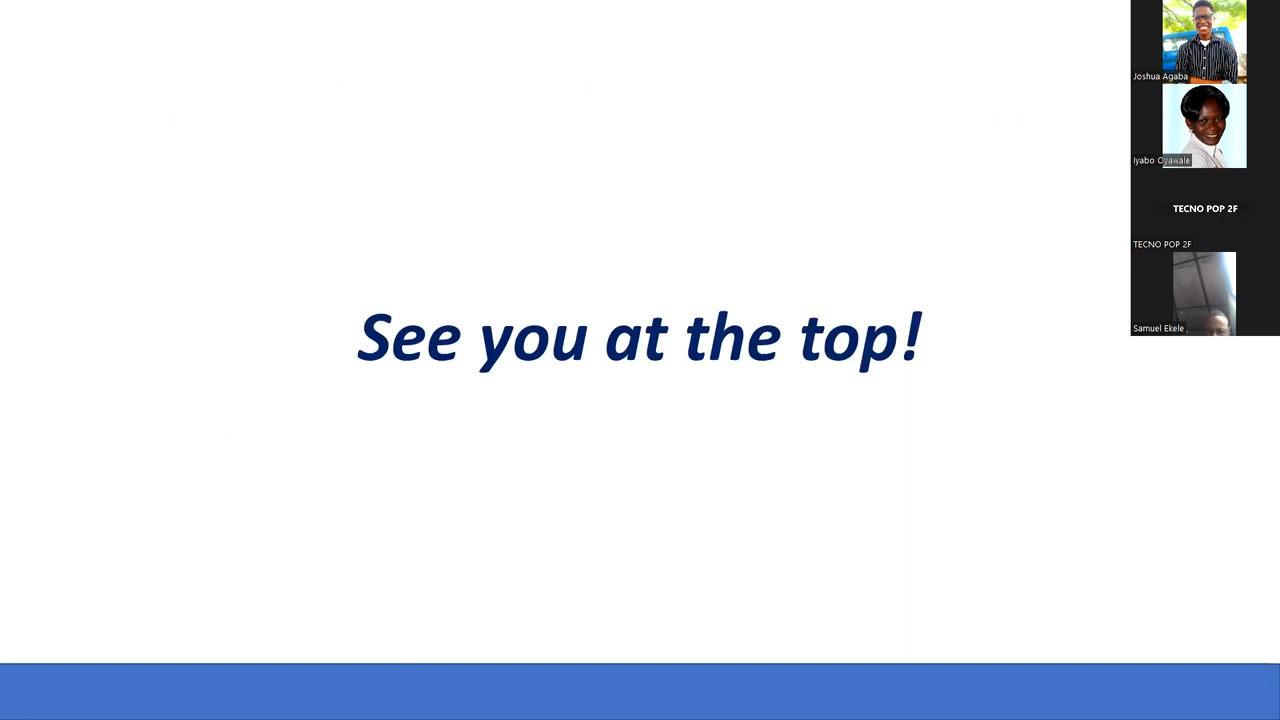 See you at the top!
Joshua Agaba
Iyabo Oyawale
TECNO POP 2F
TECNO POP 2F
Samuel Ekele